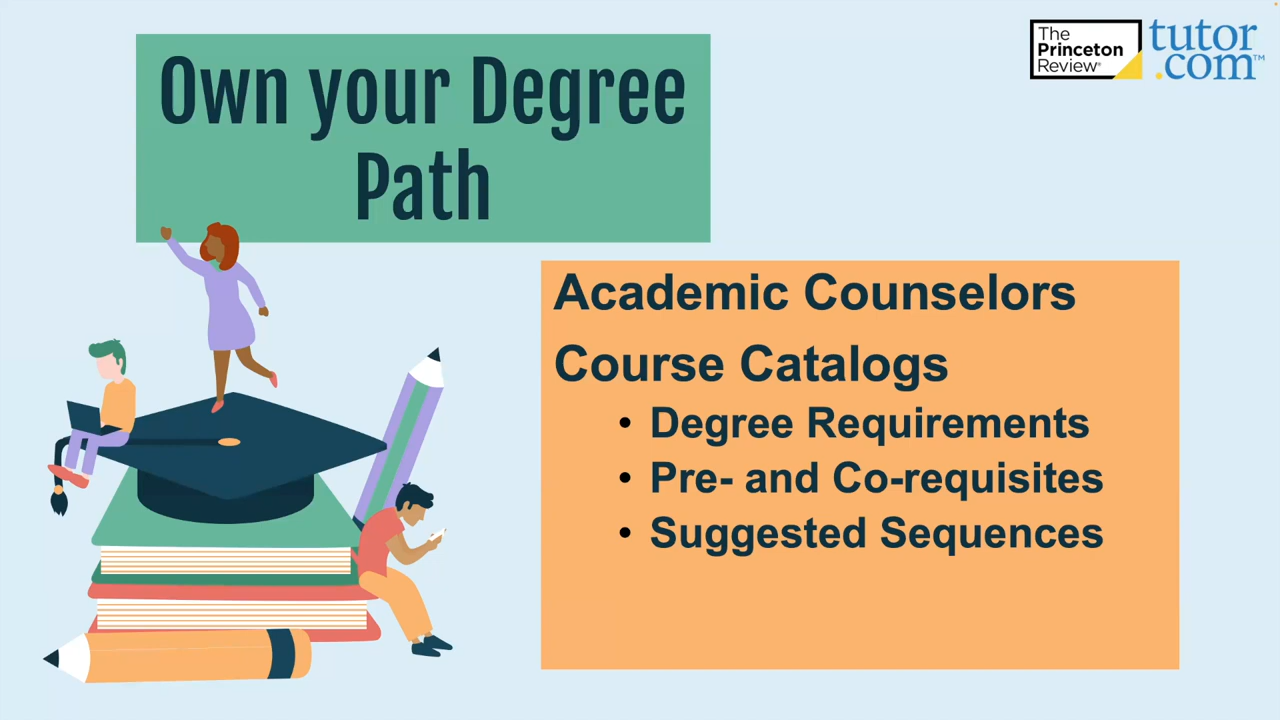 Own your Degree
Path
The
Princeton
Review®
tutor
.com™
Academic Counselors
Course Catalogs
• Degree Requirements
• Pre- and Co-requisites
• Suggested Sequences